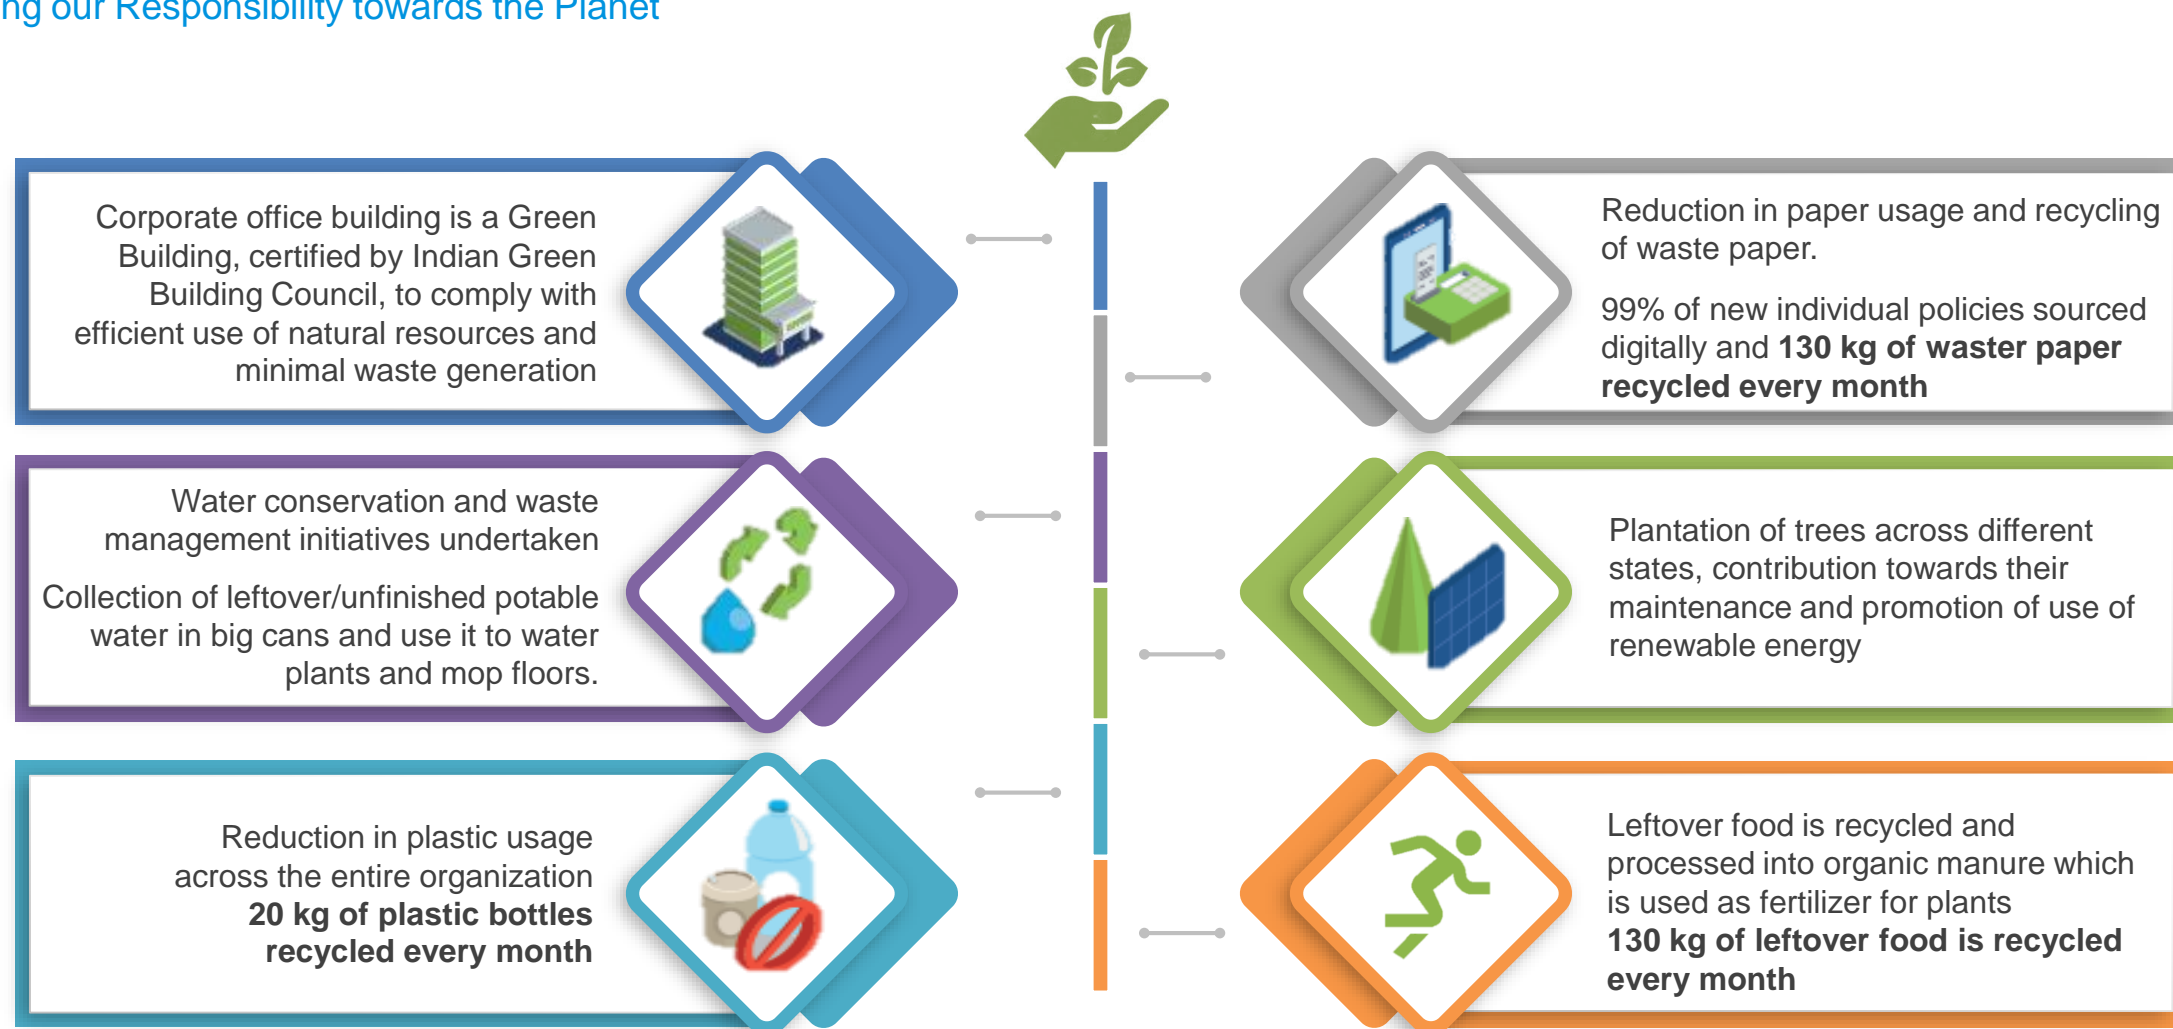 ng our Responsibility towards the Planet
Corporate office building is a Green
Building, certified by Indian Green
Building Council, to comply with
efficient use of natural resources and
minimal waste generation
Reduction in paper usage and recycling
of waste paper.
99% of new individual policies sourced
digitally and 130 kg of waster paper
recycled every month
Water conservation and waste
management initiatives undertaken
Collection of leftover/unfinished potable
water in big cans and use it to water
plants and mop floors.
Plantation of trees across different
states, contribution towards their
maintenance and promotion of use of
renewable energy
Reduction in plastic usage
across the entire organization
20 kg of plastic bottles
recycled every month
Leftover food is recycled and
processed into organic manure which
is used as fertilizer for plants
130 kg of leftover food is recycled
every month